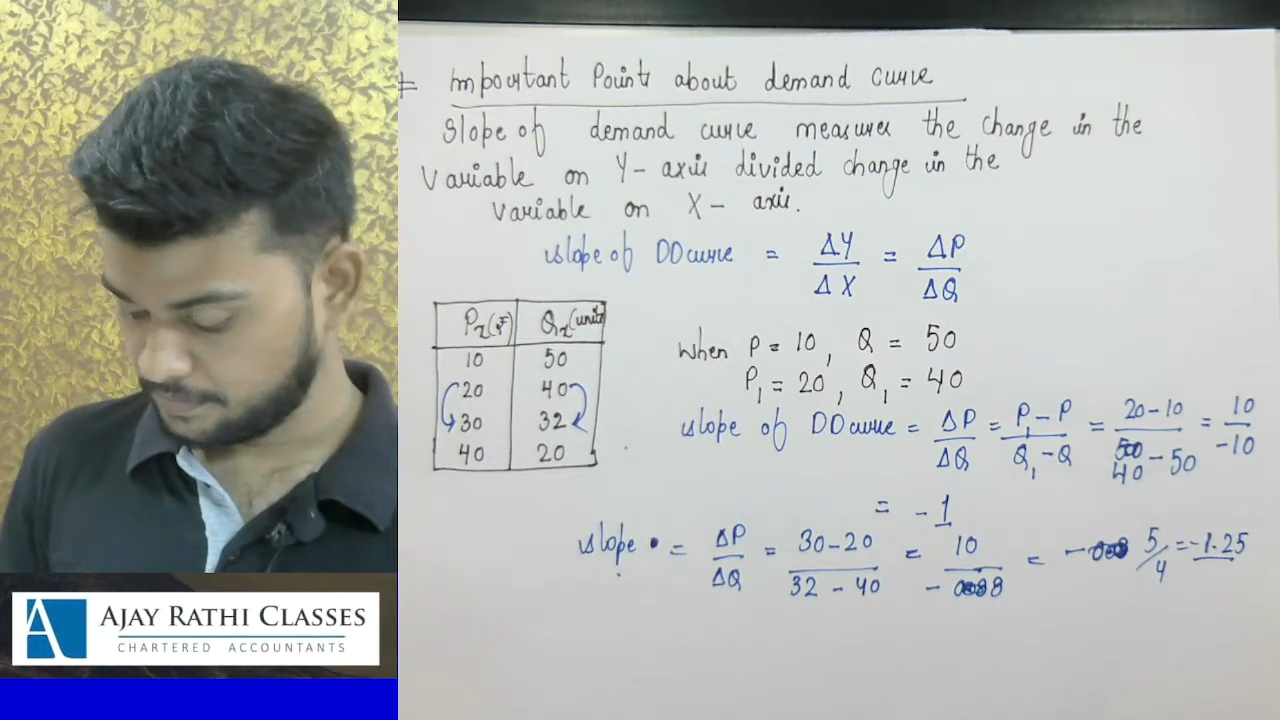 Important Points about demand curve
Slope of demand curve measures the change in the
Variable on Y- axis divided change in the
Variable on X- axis.
Slope of DD curve = ΔY/ΔX = ΔP/ΔQ
Px(₹) Qx(units)
10 50
20 40
30 32
40 20
When P = 10, Q = 50
P1 = 20, Q1 = 40
Slope of DD curve = ΔP/ΔQ = P1-P/Q1-Q = 20-10/40-50 = 10/-10
= -1
Slope = ΔP/ΔQ = 30-20/32-40 = 10/-8 = - 5/4 = -1.25
AJAY RATHI CLASSES
CHARTERED ACCOUNTANTS